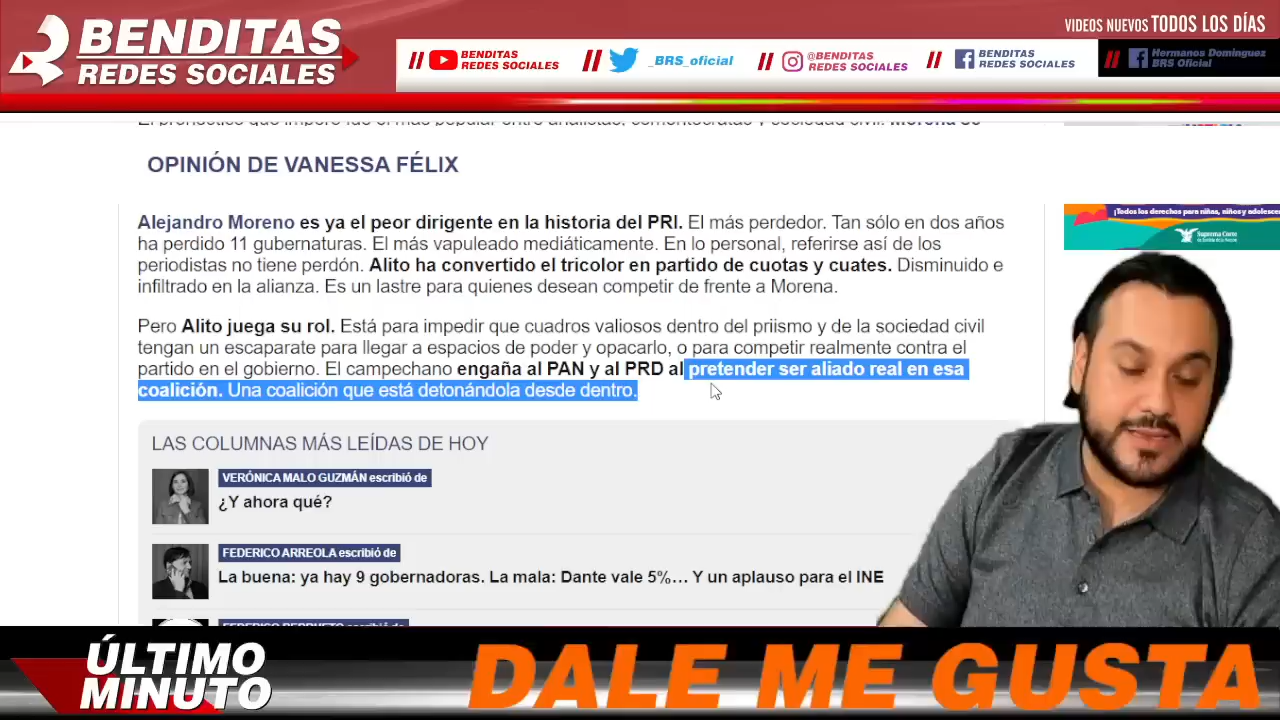 BENDITAS
REDES SOCIALES
VIDEOS NUEVOS TODOS LOS DÍAS
// BENDITAS REDES SOCIALES
// _BRS_oficial
// @BENDITAS REDES SOCIALES
// BENDITAS REDES SOCIALES
// Hermanos Domínguez BRS Oficial
OPINIÓN DE VANESSA FÉLIX
Alejandro Moreno es ya el peor dirigente en la historia del PRI. El más perdedor. Tan sólo en dos años
ha perdido 11 gubernaturas. El más vapuleado mediáticamente. En lo personal, referirse así de los
periodistas no tiene perdón. Alito ha convertido el tricolor en partido de cuotas y cuates. Disminuido e
infiltrado en la alianza. Es un lastre para quienes desean competir de frente a Morena.
¡Todos los derechos para niñas, niños y adolesce
Suprema Corte
Pero Alito juega su rol. Está para impedir que cuadros valiosos dentro del priismo y de la sociedad civil
tengan un escaparate para llegar a espacios de poder y opacarlo, o para competir realmente contra el
partido en el gobierno. El campechano engaña al PAN y al PRD al pretender ser aliado real en esa
coalición. Una coalición que está detonándola desde dentro.
LAS COLUMNAS MÁS LEÍDAS DE HOY
VERÓNICA MALO GUZMÁN escribió de
¿Y ahora qué?
FEDERICO ARREOLA escribió de
La buena: ya hay 9 gobernadoras. La mala: Dante vale 5%… Y un aplauso para el INE
ÚLTIMO
MINUTO
DALE ME GUSTA